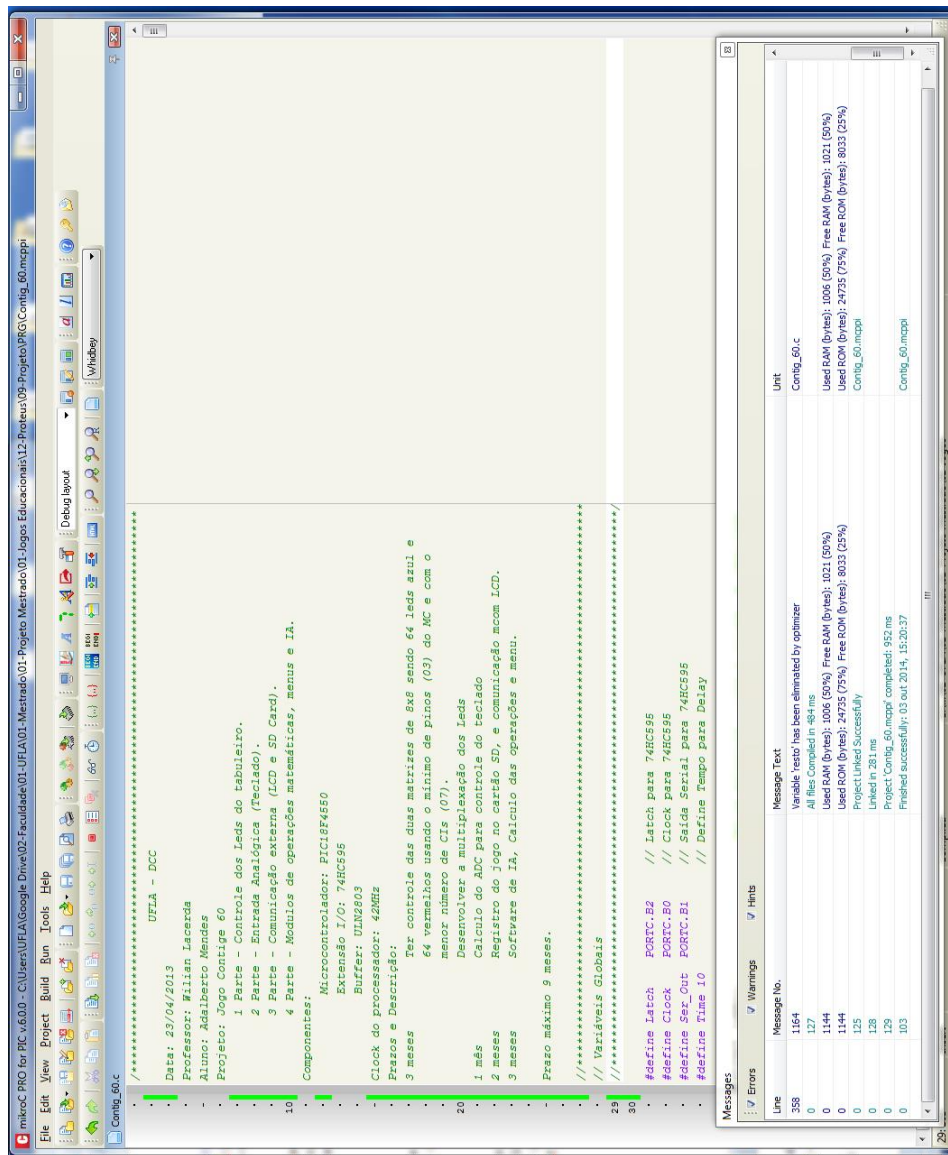 mikroC PRO for PIC v.6.0.0 - C:\Users\UFLA\Google Drive\02-Faculdade\01-UFLA\01-Mestrado\01-Projeto Mestrado\01-Jogos Educacionais\12-Proteus\09-Projeto\PRG\Contig_60.mcppi
File Edit View Project Build Run Tools Help
Debug layout
Whidbey
Contig_60.c
UFLA - DCC
Data: 23/04/2013
Professor: Wilian Lacerda
Aluno: Adalberto Mendes
Projeto: Jogo Contige 60
1 Parte - Controle dos Leds do tabuleiro.
2 Parte - Entrada Analógica (Teclado).
3 Parte - Comunicação externa (LCD e SD Card).
10 4 Parte - Modulos de operações matemáticas, menus e IA.
Componentes:
Microcontrolador: PIC18F4550
Extensão I/O: 74HC595
Buffer: ULN2803
Clock do processador: 42MHz
Prazos e Descrição:
3 meses Ter controle das duas matrizes de 8x8 sendo 64 leds azul e
64 vermelhos usando o mínimo de pinos (03) do MC e com o
menor número de CIs (07).
20 Desenvolver a multiplexação dos Leds
1 mês Calculo do ADC para controle do teclado
2 meses Registro do jogo no cartão SD, e comunicação mcom LCD.
3 meses Software de IA, Calculo das operações e menu.
Prazo máximo 9 meses.
// Variáveis Globais
29
30 #define Latch PORTC.B2 // Latch para 74HC595
#define Clock PORTC.B0 // Clock para 74HC595
#define Ser_Out PORTC.B1 // Saída Serial para 74HC595
#define Time 10 // Define Tempo para Delay
Messages
Errors Warnings Hints
Line Message No. Message Text Unit
358 1164 Variable 'resto' has been eliminated by optimizer Contig_60.c
0 127 All files Compiled in 484 ms
0 1144 Used RAM (bytes): 1006 (50%) Free RAM (bytes): 1021 (50%) Used RAM (bytes): 1006 (50%) Free RAM (bytes): 1021 (50%)
0 1144 Used ROM (bytes): 24735 (75%) Free ROM (bytes): 8033 (25%) Used ROM (bytes): 24735 (75%) Free ROM (bytes): 8033 (25%)
0 125 Project Linked Successfully Contig_60.mcppi
0 128 Linked in 281 ms
0 129 Project 'Contig_60.mcppi' completed: 952 ms
0 103 Finished successfully: 03 out 2014, 15:20:37 Contig_60.mcppi